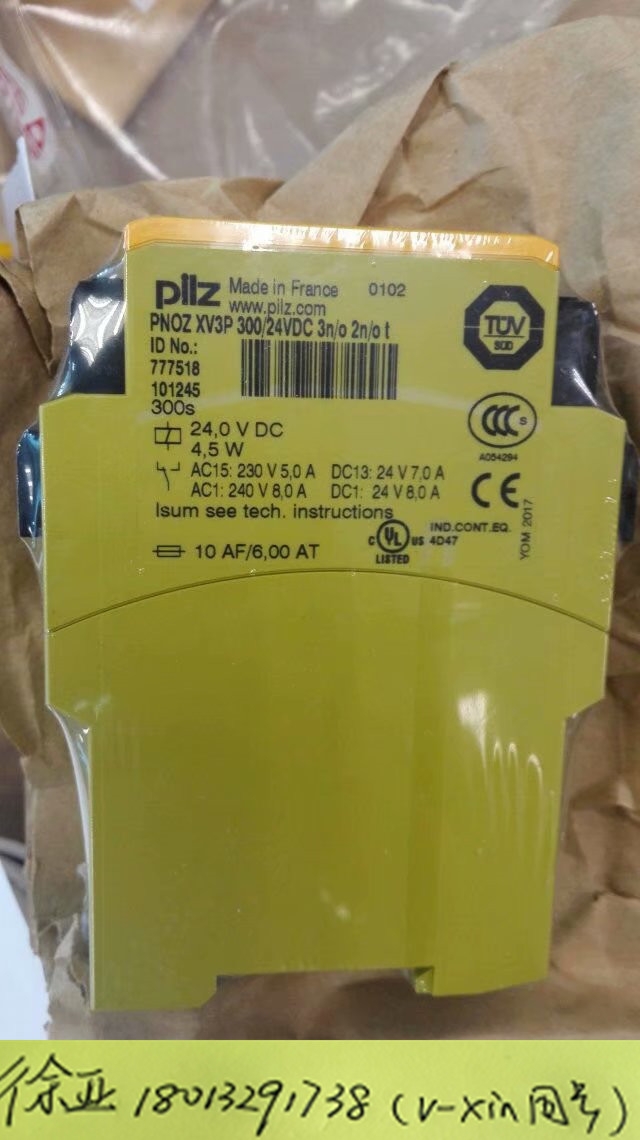 pilz Made in France 0102
www.pilz.com
PNOZ XV3P 300/24VDC 3n/o 2n/o t
ID No.:
777518
101245
300s
24,0 V DC
4,5 W
AC15: 230 V 5,0 A DC13: 24 V 7,0 A
AC1: 240 V 8,0 A DC1: 24 V 8,0 A
Isum see tech. instructions
10 AF/6,00 AT
TÜV
SÜD
CCC S
A054294
CE
YOM 2017
C UL US
LISTED
IND.CONT.EQ.
4D47
徐亚 18013291738 (V-xin同号)